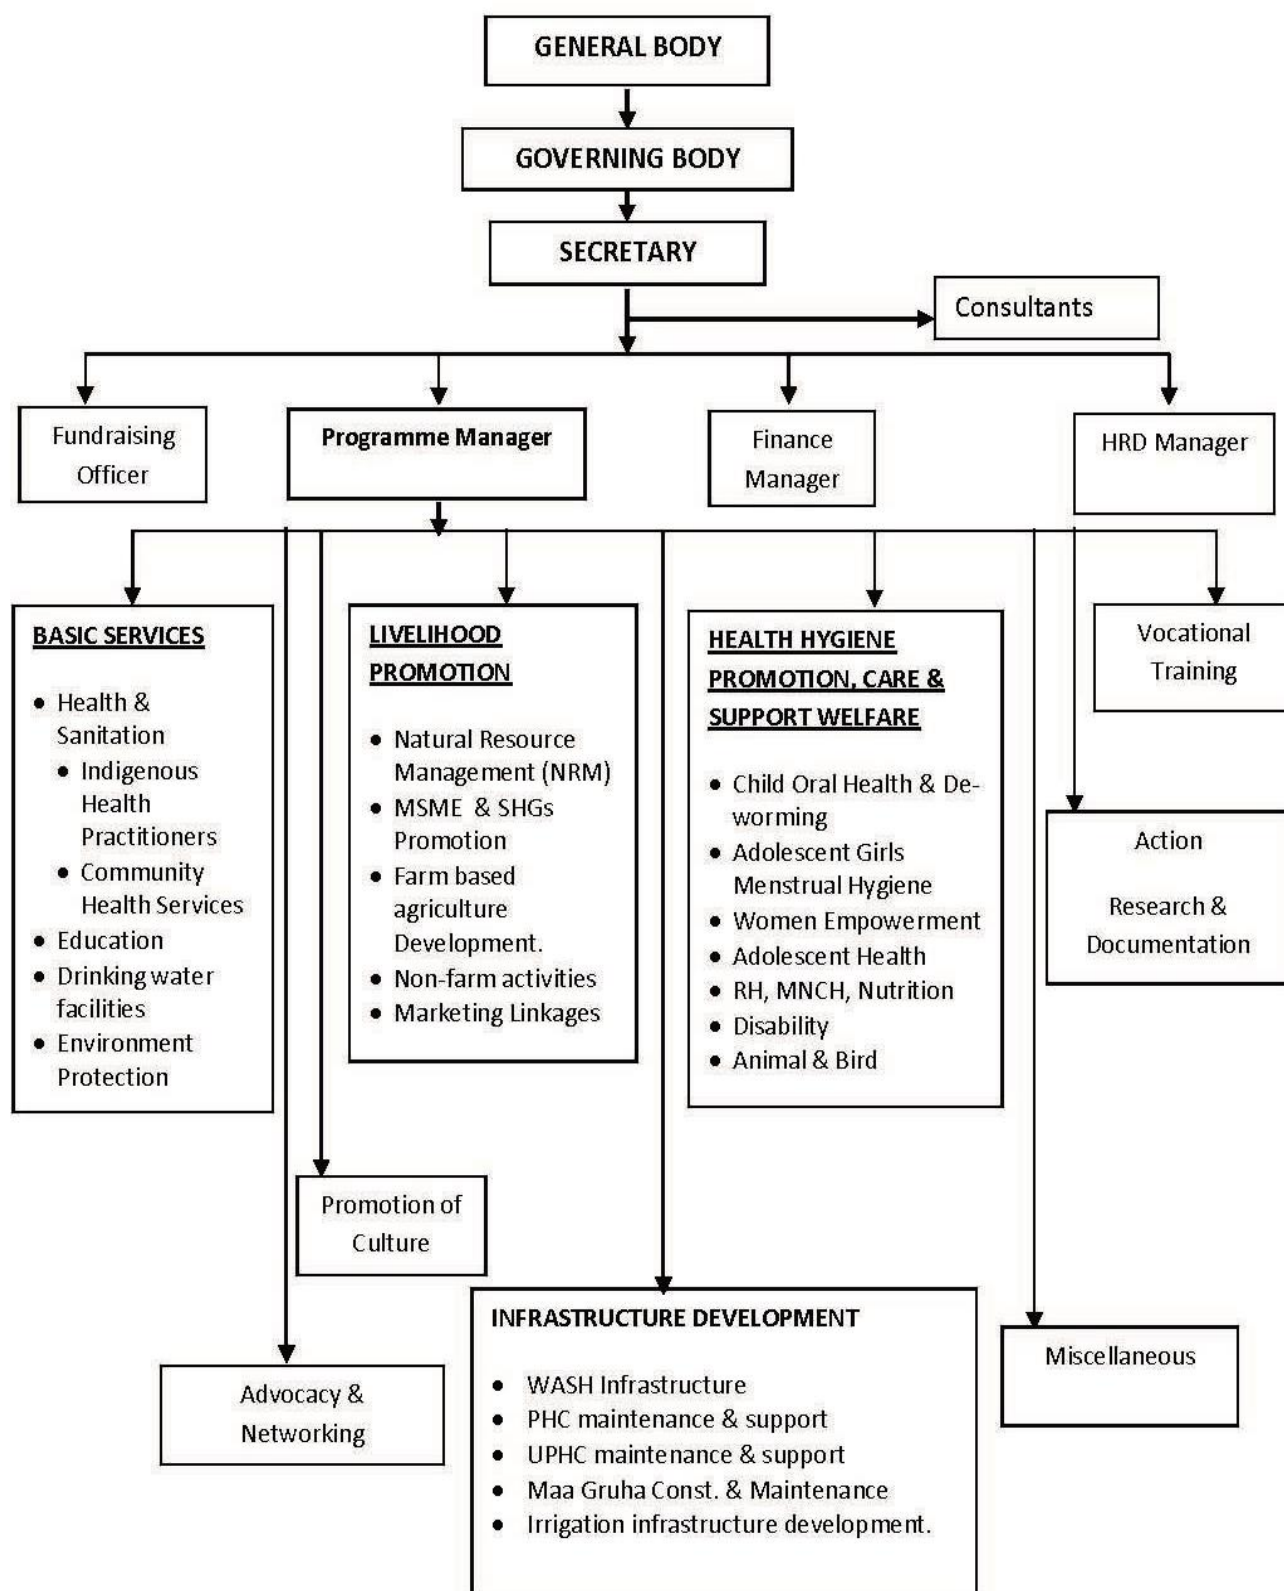 GENERAL BODY
GOVERNING BODY
SECRETARY
Consultants
Fundraising
Officer
Programme Manager
Finance
Manager
HRD Manager
BASIC SERVICES
● Health &
Sanitation
● Indigenous
Health
Practitioners
● Community
Health Services
● Education
● Drinking water
facilities
● Environment
Protection
LIVELIHOOD
PROMOTION
● Natural Resource
Management (NRM)
● MSME & SHGs
Promotion
● Farm based
agriculture
Development.
● Non-farm activities
● Marketing Linkages
HEALTH HYGIENE
PROMOTION, CARE &
SUPPORT WELFARE
● Child Oral Health & De-
worming
● Adolescent Girls
Menstrual Hygiene
● Women Empowerment
● Adolescent Health
● RH, MNCH, Nutrition
● Disability
● Animal & Bird
Vocational
Training
Action
Research &
Documentation
Promotion of
Culture
Advocacy &
Networking
INFRASTRUCTURE DEVELOPMENT
● WASH Infrastructure
● PHC maintenance & support
● UPHC maintenance & support
● Maa Gruha Const. & Maintenance
● Irrigation infrastructure development.
Miscellaneous